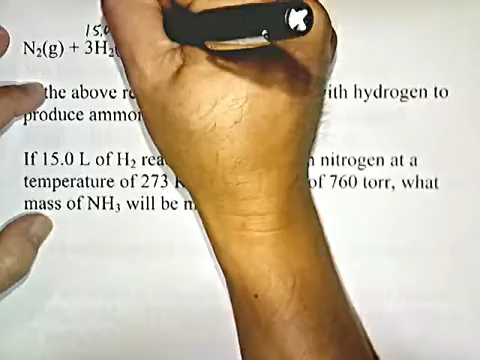 15.0
N₂(g) + 3H₂
the above re ith hydrogen to
produce ammon
If 15.0 L of H₂ rea nitrogen at a
temperature of 273 of 760 torr, what
mass of NH₃ will be